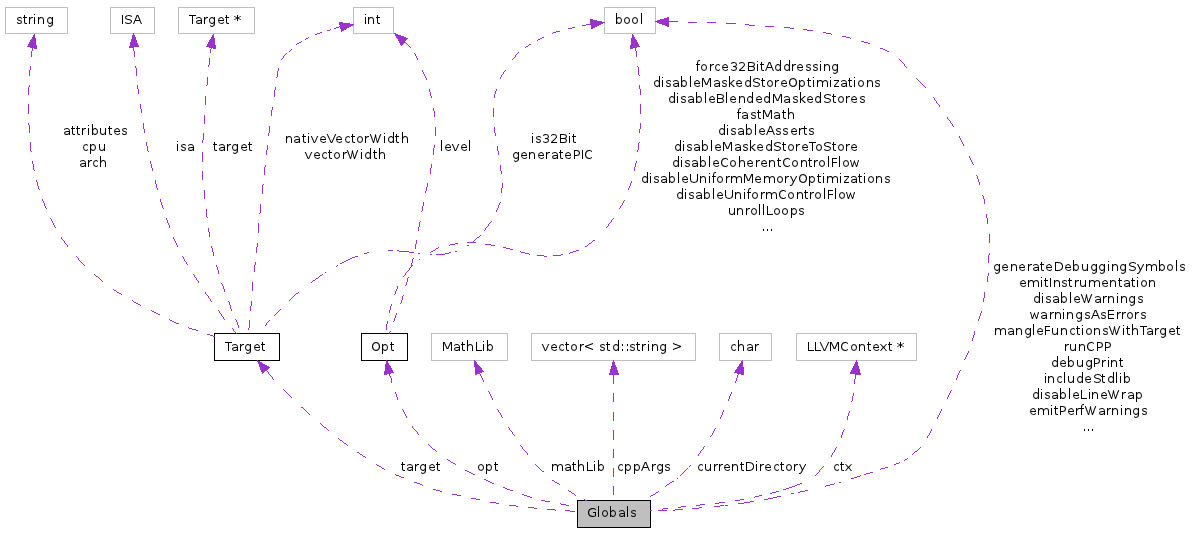 string
ISA
Target *
int
bool
force32BitAddressing
disableMaskedStoreOptimizations
disableBlendedMaskedStores
fastMath
disableAsserts
disableMaskedStoreToStore
disableCoherentControlFlow
disableUniformMemoryOptimizations
disableUniformControlFlow
unrollLoops
...
attributes
cpu
arch
isa
target
nativeVectorWidth
vectorWidth
level
is32Bit
generatePIC
generateDebuggingSymbols
emitInstrumentation
disableWarnings
warningsAsErrors
mangleFunctionsWithTarget
runCPP
debugPrint
includeStdlib
disableLineWrap
emitPerfWarnings
...
Target
Opt
MathLib
vector< std::string >
char
LLVMContext *
target
opt
mathLib
cppArgs
currentDirectory
ctx
Globals